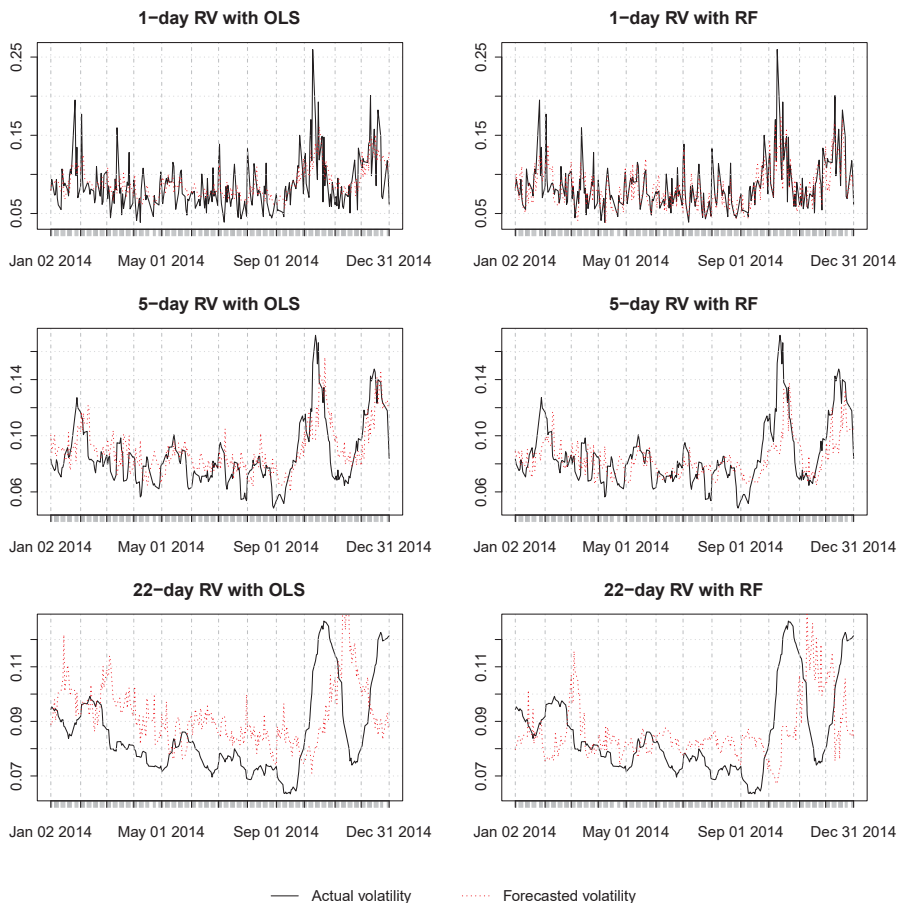 1−day RV with OLS
0.05 0.15 0.25
Jan 02 2014 May 01 2014 Sep 01 2014 Dec 31 2014
1−day RV with RF
0.05 0.15 0.25
Jan 02 2014 May 01 2014 Sep 01 2014 Dec 31 2014
5−day RV with OLS
0.06 0.10 0.14
Jan 02 2014 May 01 2014 Sep 01 2014 Dec 31 2014
5−day RV with RF
0.06 0.10 0.14
Jan 02 2014 May 01 2014 Sep 01 2014 Dec 31 2014
22−day RV with OLS
0.07 0.09 0.11
Jan 02 2014 May 01 2014 Sep 01 2014 Dec 31 2014
22−day RV with RF
0.07 0.09 0.11
Jan 02 2014 May 01 2014 Sep 01 2014 Dec 31 2014
Actual volatility
Forecasted volatility